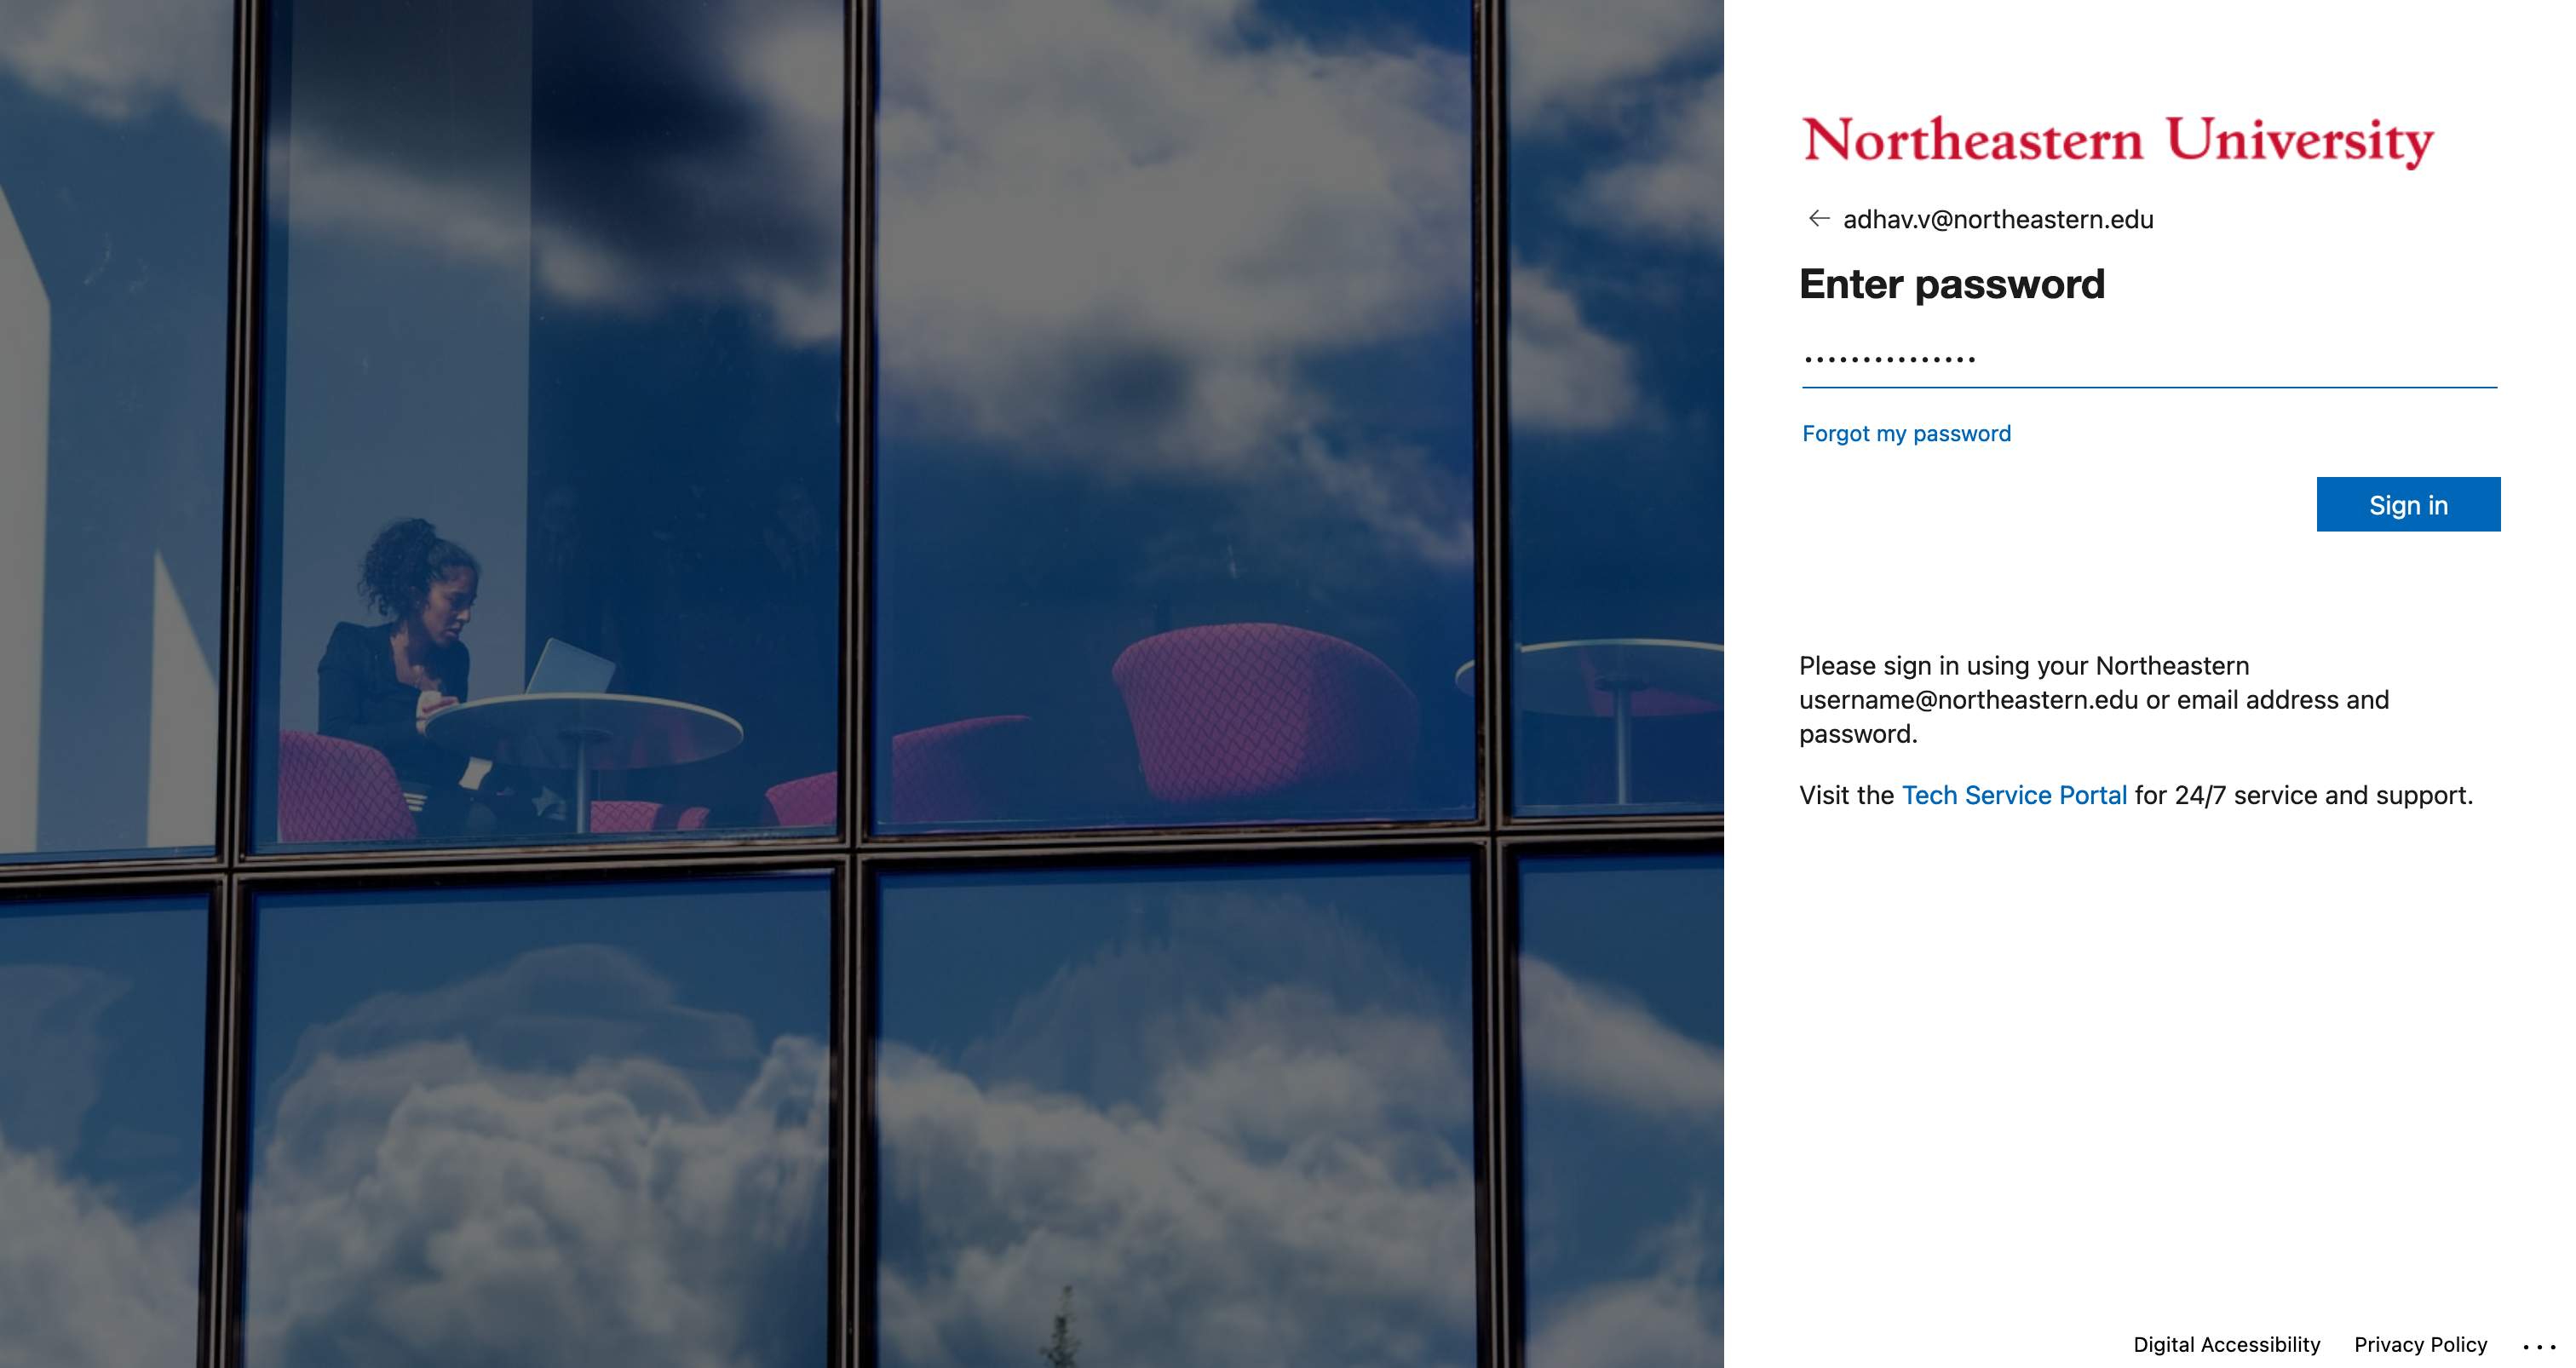 Northeastern University
adhav.v@northeastern.edu
Enter password
•••••••••••••••
Forgot my password
Sign in
Please sign in using your Northeastern
username@northeastern.edu or email address and
password.
Visit the Tech Service Portal for 24/7 service and support.
Digital Accessibility Privacy Policy ...